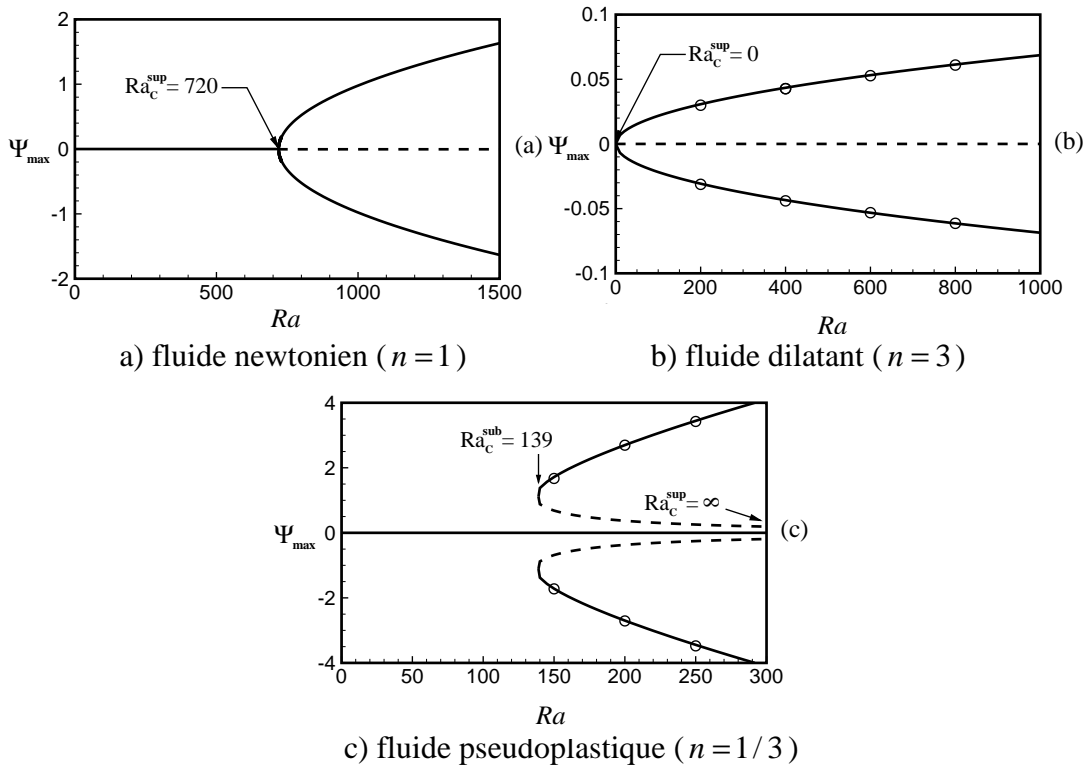 2
1
0
-1
-2
Ψmax
Ra_C^sup = 720
0
500
1000
1500
Ra
(a)
a) fluide newtonien ( n = 1)
0.1
0.05
0
-0.05
-0.1
Ψmax
Ra_C^sup = 0
0
200
400
600
800
1000
Ra
(b)
b) fluide dilatant ( n = 3)
4
2
0
-2
-4
Ψmax
Ra_C^sub = 139
Ra_C^sup = ∞
0
50
100
150
200
250
300
Ra
(c)
c) fluide pseudoplastique ( n = 1/3)